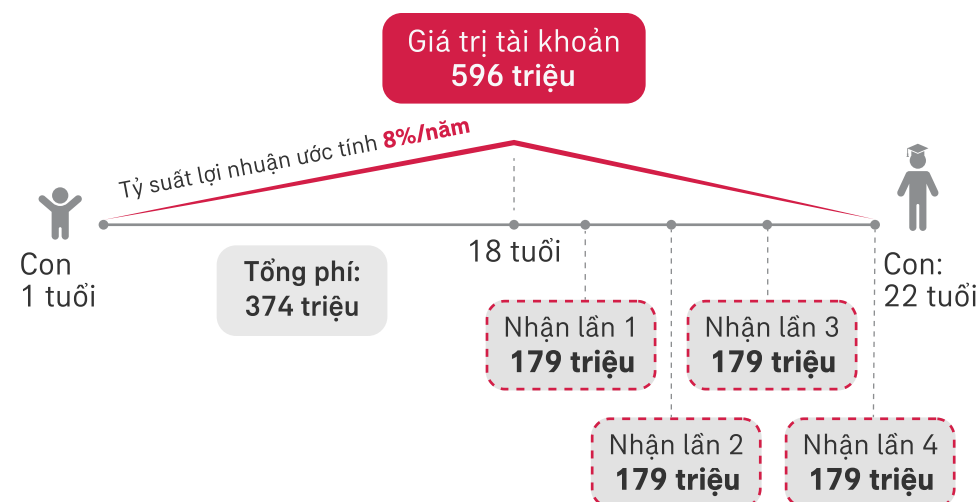 Giá trị tài khoản
596 triệu
Tỷ suất lợi nhuận ước tính 8%/năm
Con
1 tuổi
Tổng phí:
374 triệu
18 tuổi
Con:
22 tuổi
Nhận lần 1
179 triệu
Nhận lần 3
179 triệu
Nhận lần 2
179 triệu
Nhận lần 4
179 triệu